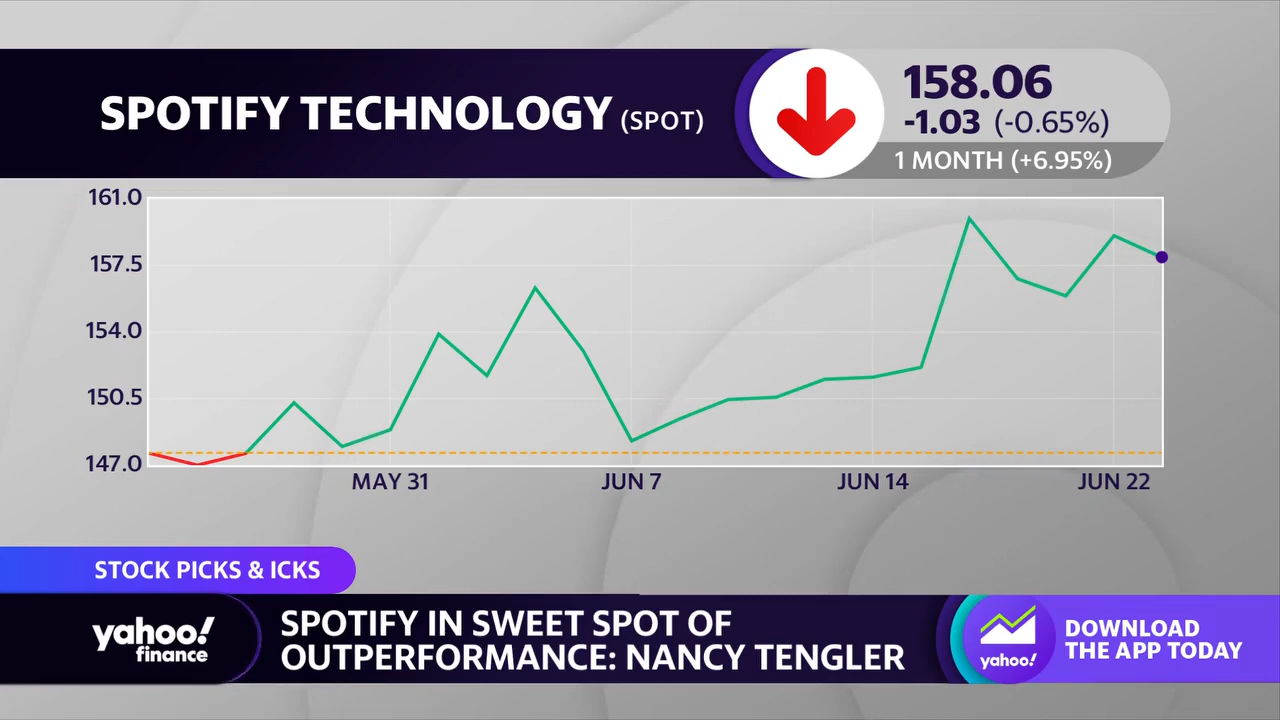 SPOTIFY TECHNOLOGY (SPOT)
158.06
-1.03 (-0.65%)
1 MONTH (+6.95%)
161.0
157.5
154.0
150.5
147.0
MAY 31 JUN 7 JUN 14 JUN 22
STOCK PICKS & ICKS
yahoo!
finance
SPOTIFY IN SWEET SPOT OF
OUTPERFORMANCE: NANCY TENGLER
yahoo!
DOWNLOAD
THE APP TODAY